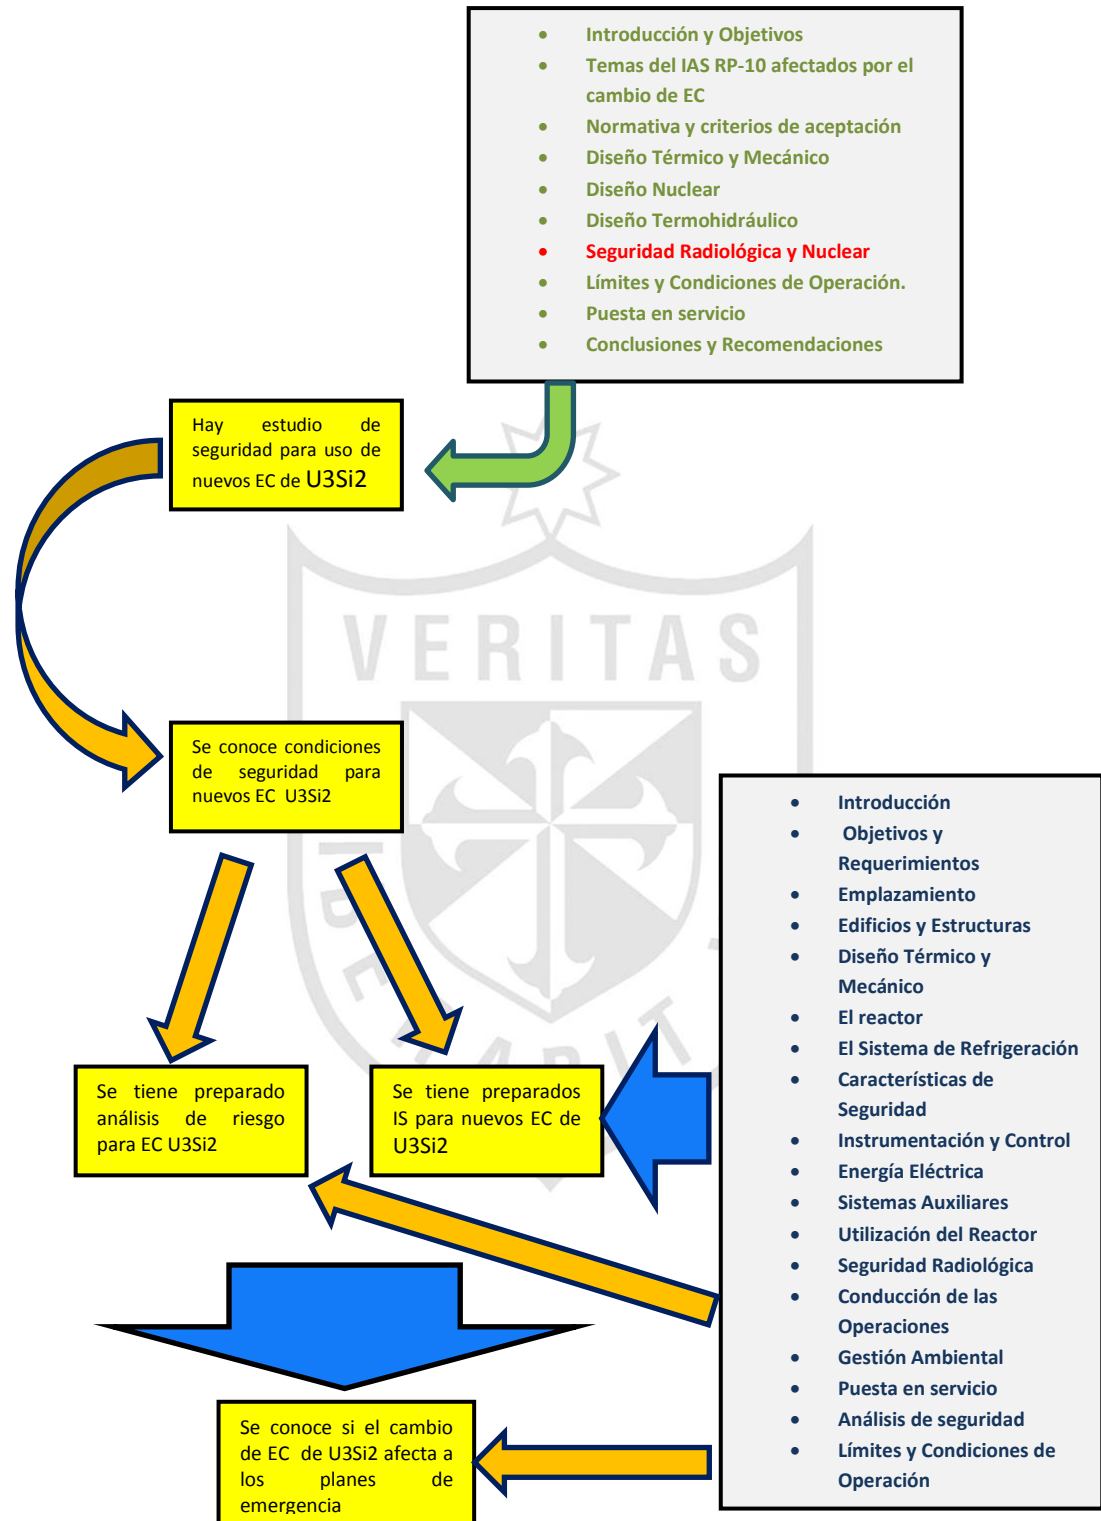 • Introducción y Objetivos
• Temas del IAS RP-10 afectados por el
cambio de EC
• Normativa y criterios de aceptación
• Diseño Térmico y Mecánico
• Diseño Nuclear
• Diseño Termohidráulico
• Seguridad Radiológica y Nuclear
• Límites y Condiciones de Operación.
• Puesta en servicio
• Conclusiones y Recomendaciones
Hay estudio de
seguridad para uso de
nuevos EC de U3Si2
VERITAS
Se conoce condiciones
de seguridad para
nuevos EC U3Si2
• Introducción
• Objetivos y
Requerimientos
• Emplazamiento
• Edificios y Estructuras
• Diseño Térmico y
Mecánico
• El reactor
• El Sistema de Refrigeración
• Características de
Seguridad
• Instrumentación y Control
• Energía Eléctrica
• Sistemas Auxiliares
• Utilización del Reactor
• Seguridad Radiológica
• Conducción de las
Operaciones
• Gestión Ambiental
• Puesta en servicio
• Análisis de seguridad
• Límites y Condiciones de
Operación
Se tiene preparado
análisis de riesgo
para EC U3Si2
Se tiene preparados
IS para nuevos EC de
U3Si2
Se conoce si el cambio
de EC de U3Si2 afecta a
los planes de
emergencia